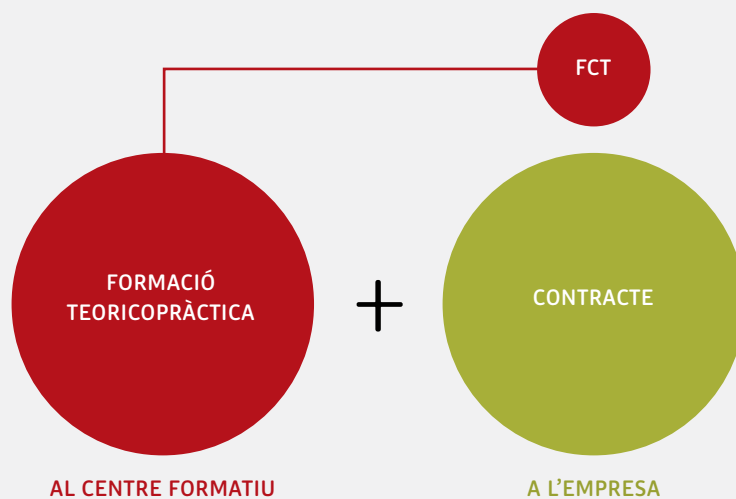 FCT
FORMACIÓ
TEORICOPRÀCTICA
CONTRACTE
AL CENTRE FORMATIU
A L’EMPRESA